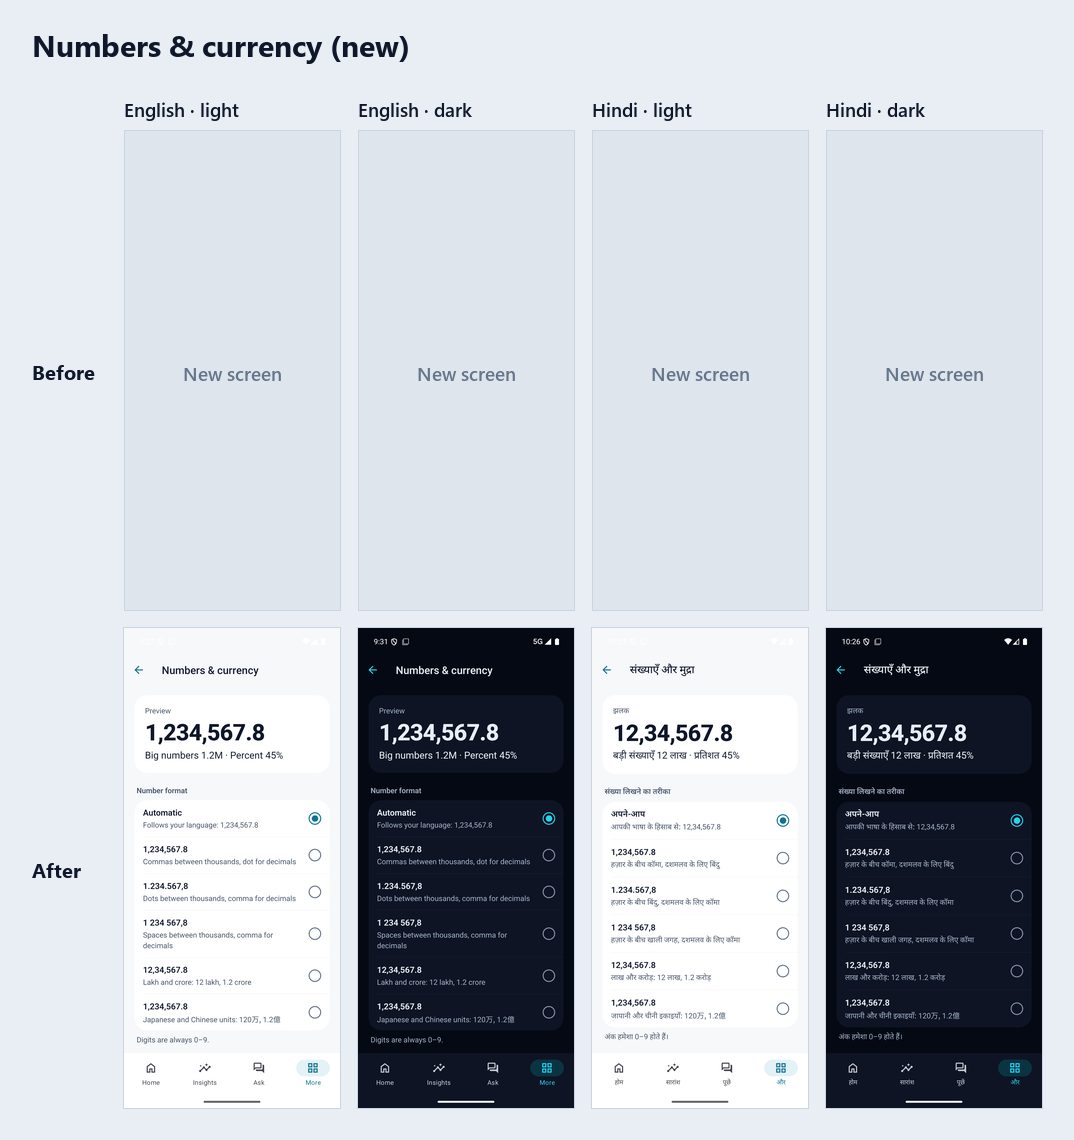 Numbers & currency (new)
English · light
English · dark
Hindi · light
Hindi · dark
Before
New screen
New screen
New screen
New screen
After
Numbers & currency
Preview
1,234,567.8
Big numbers 1.2M · Percent 45%
Number format
Automatic
Follows your language: 1,234,567.8
1,234,567.8
Commas between thousands, dot for decimals
1.234.567,8
Dots between thousands, comma for decimals
1 234 567,8
Spaces between thousands, comma for
decimals
12,34,567.8
Lakh and crore: 12 lakh, 1.2 crore
1,234,567.8
Japanese and Chinese units: 120万, 1.2億
Digits are always 0–9.
Home
Insights
Ask
More
9:31
5G
Numbers & currency
Preview
1,234,567.8
Big numbers 1.2M · Percent 45%
Number format
Automatic
Follows your language: 1,234,567.8
1,234,567.8
Commas between thousands, dot for decimals
1.234.567,8
Dots between thousands, comma for decimals
1 234 567,8
Spaces between thousands, comma for
decimals
12,34,567.8
Lakh and crore: 12 lakh, 1.2 crore
1,234,567.8
Japanese and Chinese units: 120万, 1.2億
Digits are always 0–9.
Home
Insights
Ask
More
संख्याएँ और मुद्रा
झलक
12,34,567.8
बड़ी संख्याएँ 12 लाख · प्रतिशत 45%
संख्या लिखने का तरीका
अपने-आप
आपकी भाषा के हिसाब से: 12,34,567.8
1,234,567.8
हज़ार के बीच कॉमा, दशमलव के लिए बिंदु
1.234.567,8
हज़ार के बीच बिंदु, दशमलव के लिए कॉमा
1 234 567,8
हज़ार के बीच खाली जगह, दशमलव के लिए कॉमा
12,34,567.8
लाख और करोड़: 12 लाख, 1.2 करोड़
1,234,567.8
जापानी और चीनी इकाइयाँ: 120万, 1.2億
अंक हमेशा 0–9 होते हैं।
होम
सारांश
पूछें
और
10:26
संख्याएँ और मुद्रा
झलक
12,34,567.8
बड़ी संख्याएँ 12 लाख · प्रतिशत 45%
संख्या लिखने का तरीका
अपने-आप
आपकी भाषा के हिसाब से: 12,34,567.8
1,234,567.8
हज़ार के बीच कॉमा, दशमलव के लिए बिंदु
1.234.567,8
हज़ार के बीच बिंदु, दशमलव के लिए कॉमा
1 234 567,8
हज़ार के बीच खाली जगह, दशमलव के लिए कॉमा
12,34,567.8
लाख और करोड़: 12 लाख, 1.2 करोड़
1,234,567.8
जापानी और चीनी इकाइयाँ: 120万, 1.2億
अंक हमेशा 0–9 होते हैं।
होम
सारांश
पूछें
और